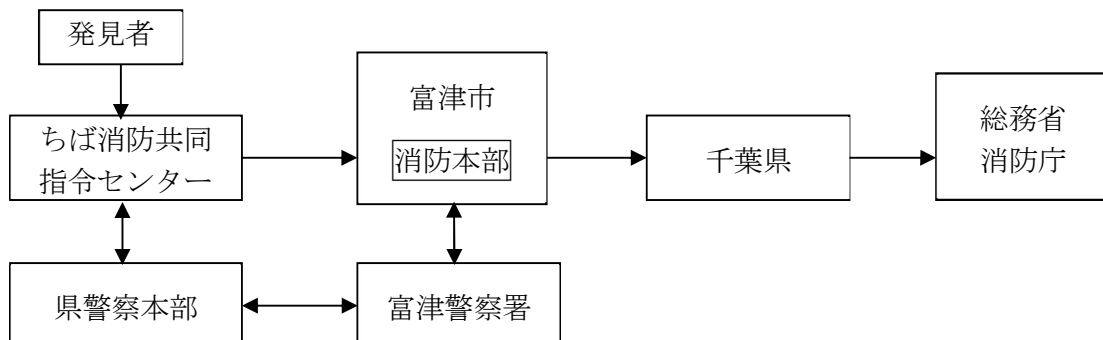 発見者
ちば消防共同
指令センター
富津市
消防本部
千葉県
総務省
消防庁
県警察本部
富津警察署